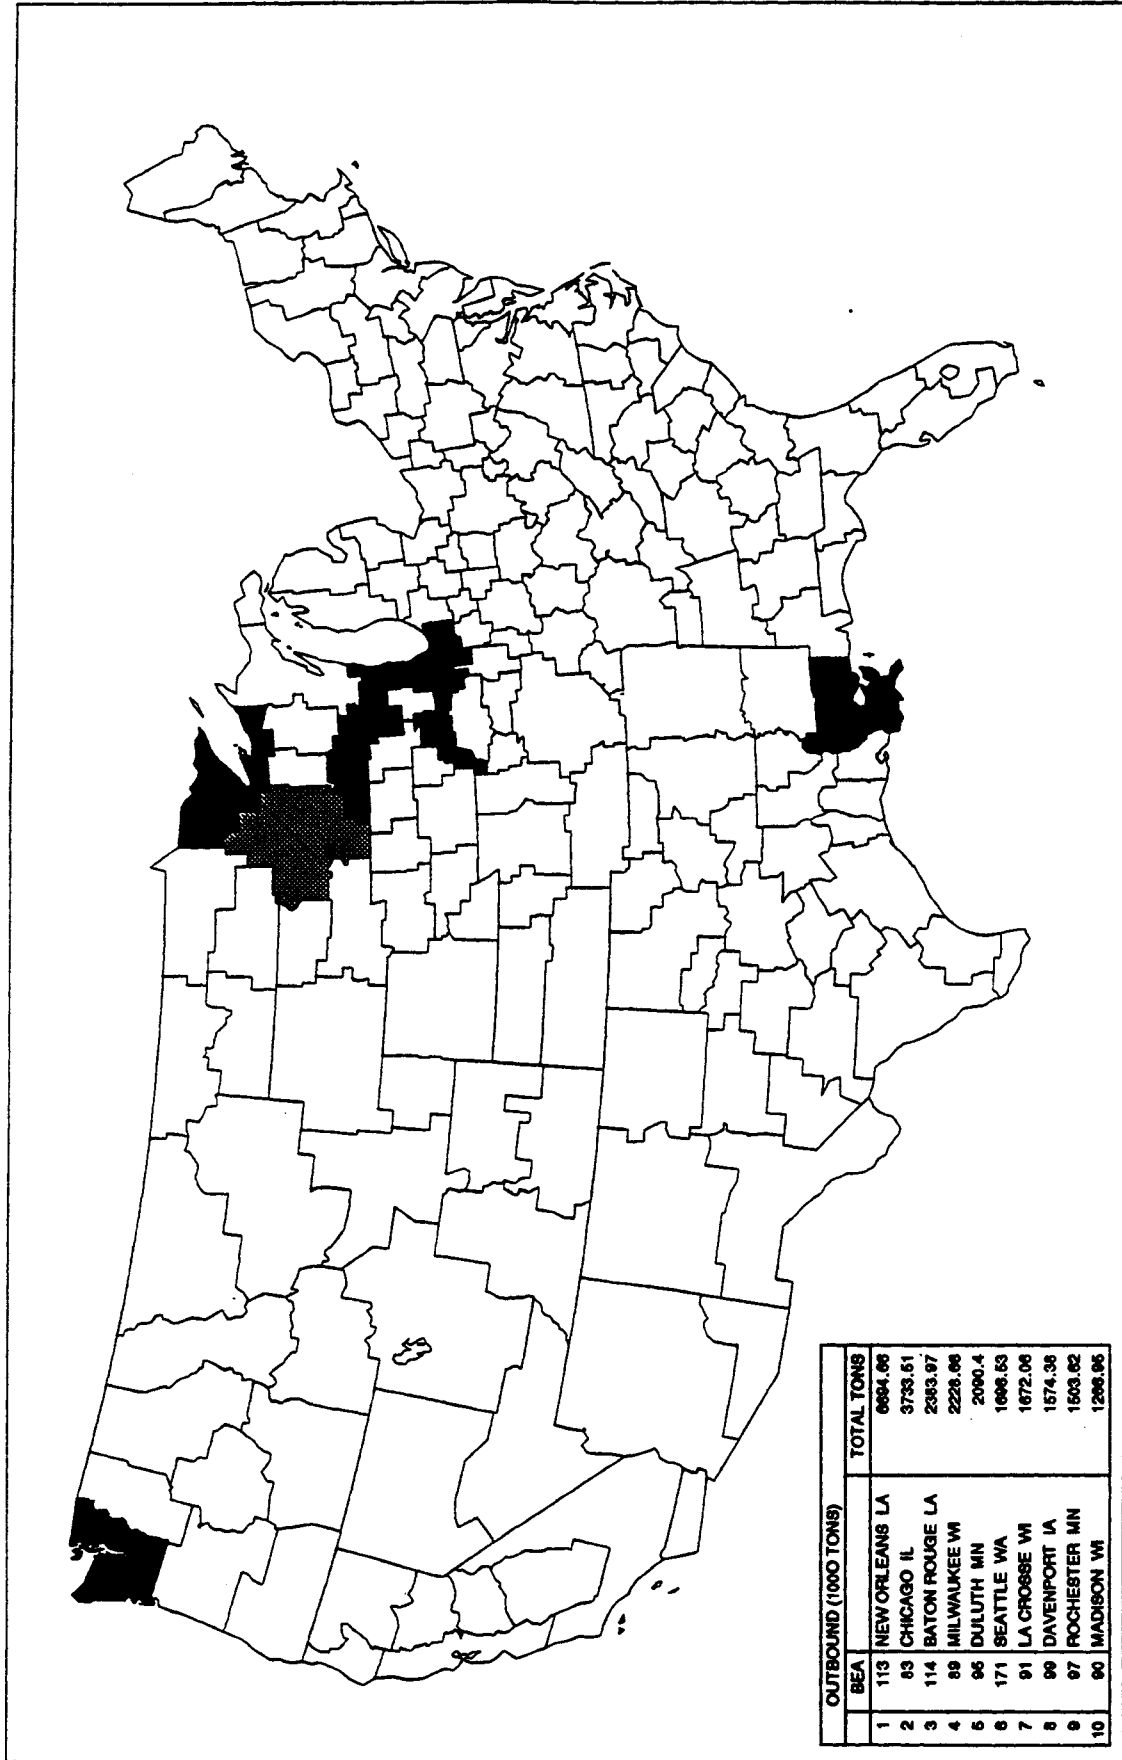 OUTBOUND (1000 TONS)
BEA TOTAL TONS
1 113 NEW ORLEANS LA 6694.66
2 83 CHICAGO IL 3733.51
3 114 BATON ROUGE LA 2383.97
4 89 MILWAUKEE WI 2226.66
5 95 DULUTH MN 2090.4
6 171 SEATTLE WA 1696.53
7 91 LA CROSSE WI 1672.06
8 99 DAVENPORT IA 1574.36
9 97 ROCHESTER MN 1503.62
10 90 MADISON WI 1266.95